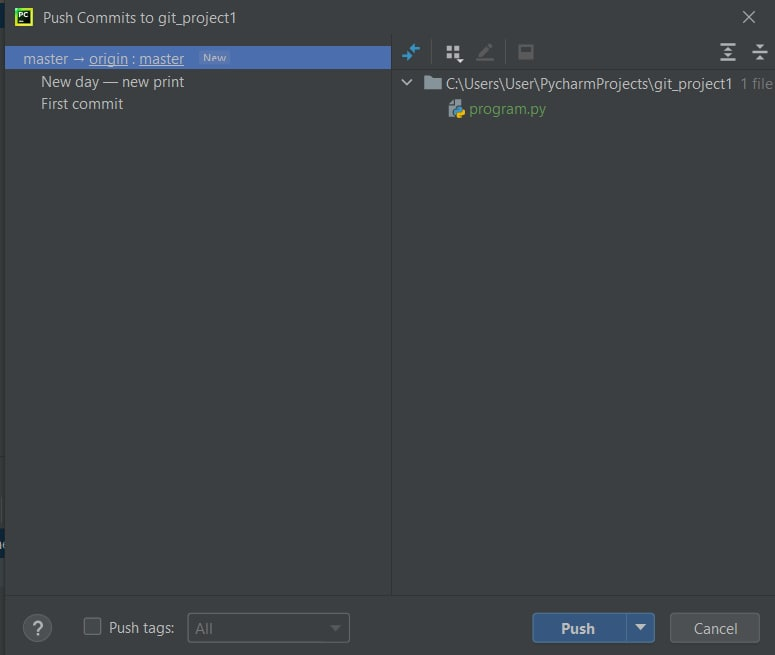 PC
Push Commits to git_project1
master → origin : master New
New day — new print
First commit
C:\Users\User\PycharmProjects\git_project1 1 file
program.py
?
Push tags:
All
Push
Cancel